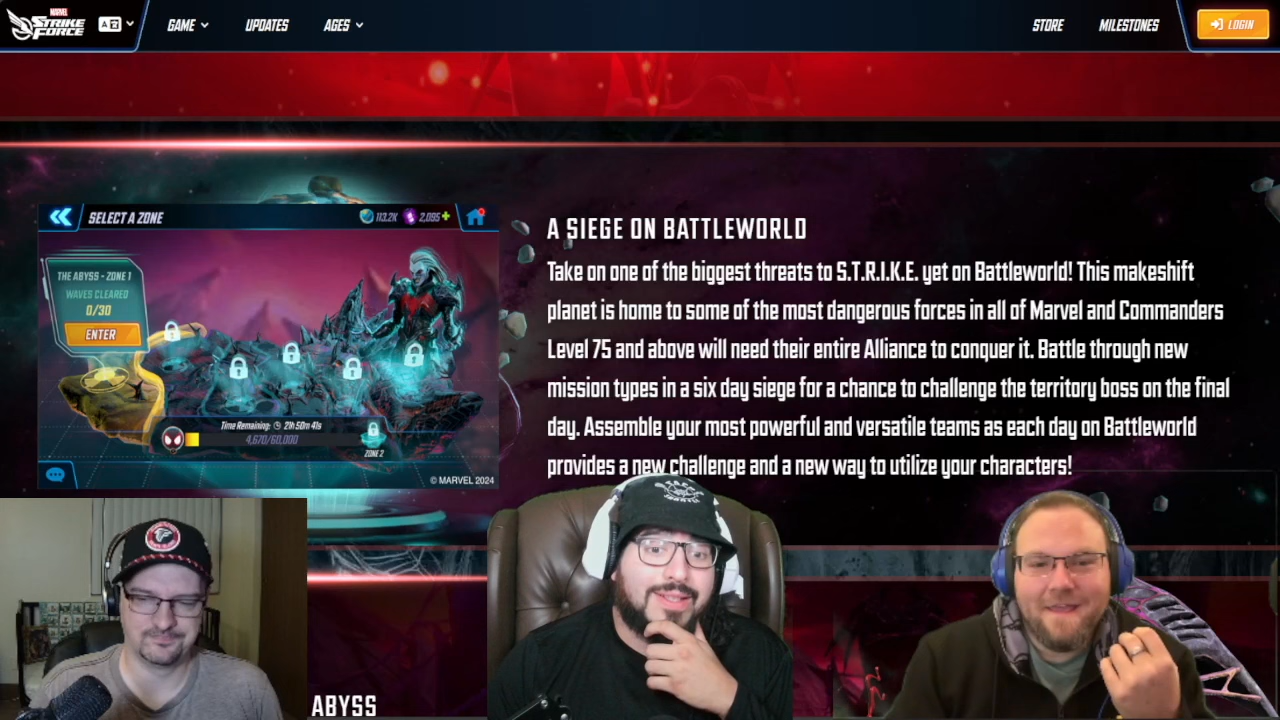 MARVEL
STRIKE
FORCE
GAME
UPDATES
AGES
STORE
MILESTONES
LOGIN
SELECT A ZONE
113.2K
2,095
THE ABYSS - ZONE 1
WAVES CLEARED
0/30
ENTER
Time Remaining: 21h 50m 41s
4,670/60,000
ZONE 2
© MARVEL 2024
A SIEGE ON BATTLEWORLD
Take on one of the biggest threats to S.T.R.I.K.E. yet on Battleworld! This makeshift
planet is home to some of the most dangerous forces in all of Marvel and Commanders
Level 75 and above will need their entire Alliance to conquer it. Battle through new
mission types in a six day siege for a chance to challenge the territory boss on the final
day. Assemble your most powerful and versatile teams as each day on Battleworld
provides a new challenge and a new way to utilize your characters!
ABYSS